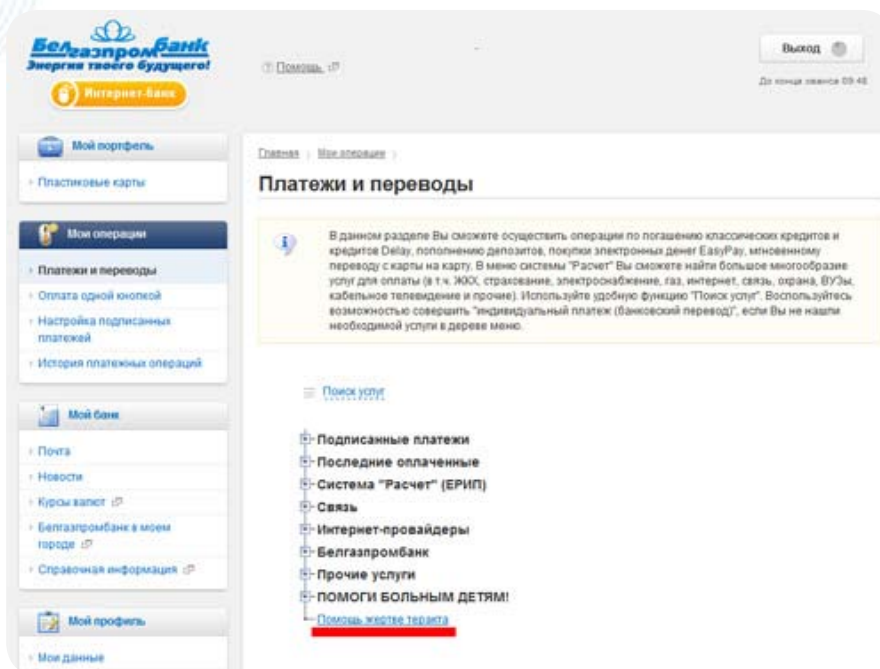 Белгазпромбанк
Энергия твоего будущего!
Интернет-банк
Помощь
Выход
До конца сеанса 09:48
Мой портфель
Пластиковые карты
Мои операции
Платежи и переводы
Оплата одной кнопкой
Настройка подписанных
платежей
История платежных операций
Мой банк
Почта
Новости
Курсы валют
Белгазпромбанк в моем
городе
Справочная информация
Мой профиль
Мои данные
Главная
Мои операции
Платежи и переводы
В данном разделе Вы сможете осуществить операции по погашению классических кредитов и
кредитов Delay, пополнению депозитов, покупки электронных денег EasyPay, мгновенному
переводу с карты на карту. В меню системы "Расчет" Вы сможете найти большое многообразие
услуг для оплаты (в т.ч. ЖКХ, страхование, электроснабжение, газ, интернет, связь, охрана, ВУЗы,
кабельное телевидение и прочие). Используйте удобную функцию "Поиск услуг". Воспользуйтесь
возможностью совершить "индивидуальный платеж (банковский перевод)", если Вы не нашли
необходимой услуги в дереве меню.
Поиск услуг
Подписанные платежи
Последние оплаченные
Система "Расчет" (ЕРИП)
Связь
Интернет-провайдеры
Белгазпромбанк
Прочие услуги
ПОМОГИ БОЛЬНЫМ ДЕТЯМ!
Помощь жертве теракта